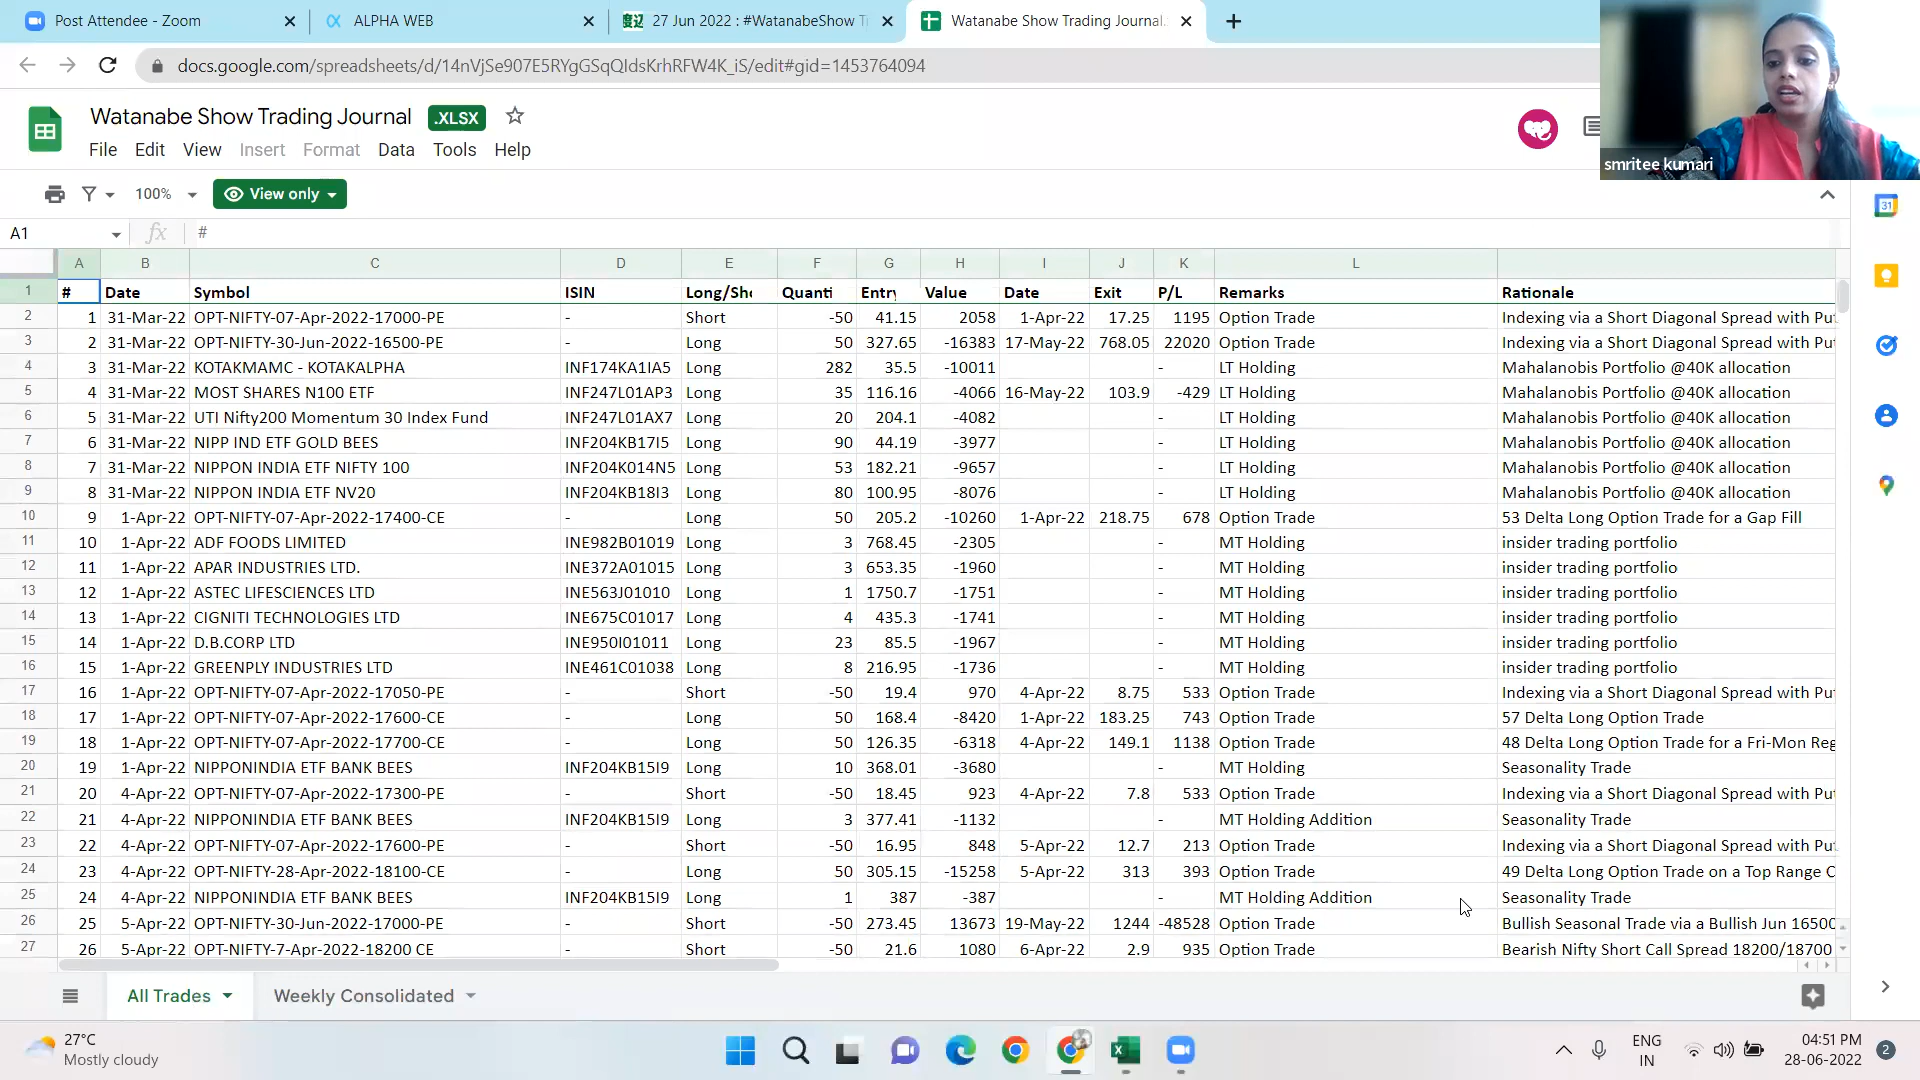 Post Attendee - Zoom
ALPHA WEB
27 Jun 2022 : #WatanabeShow
Watanabe Show Trading Journal.
docs.google.com/spreadsheets/d/14nVjSe907E5RYgGSqQIdsKrhRFW4K_iS/edit#gid=1453764094
Watanabe Show Trading Journal .XLSX
File Edit View Insert Format Data Tools Help
smritee kumari
100% View only
A1 fx #
A B C D E F G H I J K L
1 # Date Symbol ISIN Long/Sh Quanti Entry Value Date Exit P/L Remarks Rationale
2 1 31-Mar-22 OPT-NIFTY-07-Apr-2022-17000-PE - Short -50 41.15 2058 1-Apr-22 17.25 1195 Option Trade Indexing via a Short Diagonal Spread with Pu
3 2 31-Mar-22 OPT-NIFTY-30-Jun-2022-16500-PE - Long 50 327.65 -16383 17-May-22 768.05 22020 Option Trade Indexing via a Short Diagonal Spread with Pu
4 3 31-Mar-22 KOTAKMAMC - KOTAKALPHA INF174KA1IA5 Long 282 35.5 -10011 - LT Holding Mahalanobis Portfolio @40K allocation
5 4 31-Mar-22 MOST SHARES N100 ETF INF247L01AP3 Long 35 116.16 -4066 16-May-22 103.9 -429 LT Holding Mahalanobis Portfolio @40K allocation
6 5 31-Mar-22 UTI Nifty200 Momentum 30 Index Fund INF247L01AX7 Long 20 204.1 -4082 - LT Holding Mahalanobis Portfolio @40K allocation
7 6 31-Mar-22 NIPP IND ETF GOLD BEES INF204KB17I5 Long 90 44.19 -3977 - LT Holding Mahalanobis Portfolio @40K allocation
8 7 31-Mar-22 NIPPON INDIA ETF NIFTY 100 INF204K014N5 Long 53 182.21 -9657 - LT Holding Mahalanobis Portfolio @40K allocation
9 8 31-Mar-22 NIPPON INDIA ETF NV20 INF204KB18I3 Long 80 100.95 -8076 - LT Holding Mahalanobis Portfolio @40K allocation
10 9 1-Apr-22 OPT-NIFTY-07-Apr-2022-17400-CE - Long 50 205.2 -10260 1-Apr-22 218.75 678 Option Trade 53 Delta Long Option Trade for a Gap Fill
11 10 1-Apr-22 ADF FOODS LIMITED INE982B01019 Long 3 768.45 -2305 - MT Holding insider trading portfolio
12 11 1-Apr-22 APAR INDUSTRIES LTD. INE372A01015 Long 3 653.35 -1960 - MT Holding insider trading portfolio
13 12 1-Apr-22 ASTEC LIFESCIENCES LTD INE563J01010 Long 1 1750.7 -1751 - MT Holding insider trading portfolio
14 13 1-Apr-22 CIGNITI TECHNOLOGIES LTD INE675C01017 Long 4 435.3 -1741 - MT Holding insider trading portfolio
15 14 1-Apr-22 D.B.CORP LTD INE950I01011 Long 23 85.5 -1967 - MT Holding insider trading portfolio
16 15 1-Apr-22 GREENPLY INDUSTRIES LTD INE461C01038 Long 8 216.95 -1736 - MT Holding insider trading portfolio
17 16 1-Apr-22 OPT-NIFTY-07-Apr-2022-17050-PE - Short -50 19.4 970 4-Apr-22 8.75 533 Option Trade Indexing via a Short Diagonal Spread with Pu
18 17 1-Apr-22 OPT-NIFTY-07-Apr-2022-17600-CE - Long 50 168.4 -8420 1-Apr-22 183.25 743 Option Trade 57 Delta Long Option Trade
19 18 1-Apr-22 OPT-NIFTY-07-Apr-2022-17700-CE - Long 50 126.35 -6318 4-Apr-22 149.1 1138 Option Trade 48 Delta Long Option Trade for a Fri-Mon Reg
20 19 1-Apr-22 NIPPONINDIA ETF BANK BEES INF204KB15I9 Long 10 368.01 -3680 - MT Holding Seasonality Trade
21 20 4-Apr-22 OPT-NIFTY-07-Apr-2022-17300-PE - Short -50 18.45 923 4-Apr-22 7.8 533 Option Trade Indexing via a Short Diagonal Spread with Pu
22 21 4-Apr-22 NIPPONINDIA ETF BANK BEES INF204KB15I9 Long 3 377.41 -1132 - MT Holding Addition Seasonality Trade
23 22 4-Apr-22 OPT-NIFTY-07-Apr-2022-17600-PE - Short -50 16.95 848 5-Apr-22 12.7 213 Option Trade Indexing via a Short Diagonal Spread with Pu
24 23 4-Apr-22 OPT-NIFTY-28-Apr-2022-18100-CE - Long 50 305.15 -15258 5-Apr-22 313 393 Option Trade 49 Delta Long Option Trade on a Top Range C
25 24 4-Apr-22 NIPPONINDIA ETF BANK BEES INF204KB15I9 Long 1 387 -387 - MT Holding Addition Seasonality Trade
26 25 5-Apr-22 OPT-NIFTY-30-Jun-2022-17000-PE - Short -50 273.45 13673 19-May-22 1244 -48528 Option Trade Bullish Seasonal Trade via a Bullish Jun 16500
27 26 5-Apr-22 OPT-NIFTY-7-Apr-2022-18200 CE - Short -50 21.6 1080 6-Apr-22 2.9 935 Option Trade Bearish Nifty Short Call Spread 18200/18700
All Trades Weekly Consolidated
27°C
Mostly cloudy
ENG
IN
04:51 PM
28-06-2022
2
31